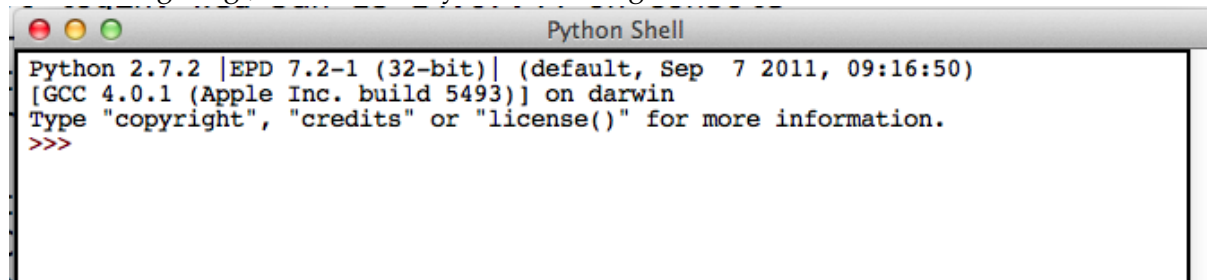 Python Shell
Python 2.7.2 |EPD 7.2-1 (32-bit)| (default, Sep  7 2011, 09:16:50)
[GCC 4.0.1 (Apple Inc. build 5493)] on darwin
Type "copyright", "credits" or "license()" for more information.
>>>